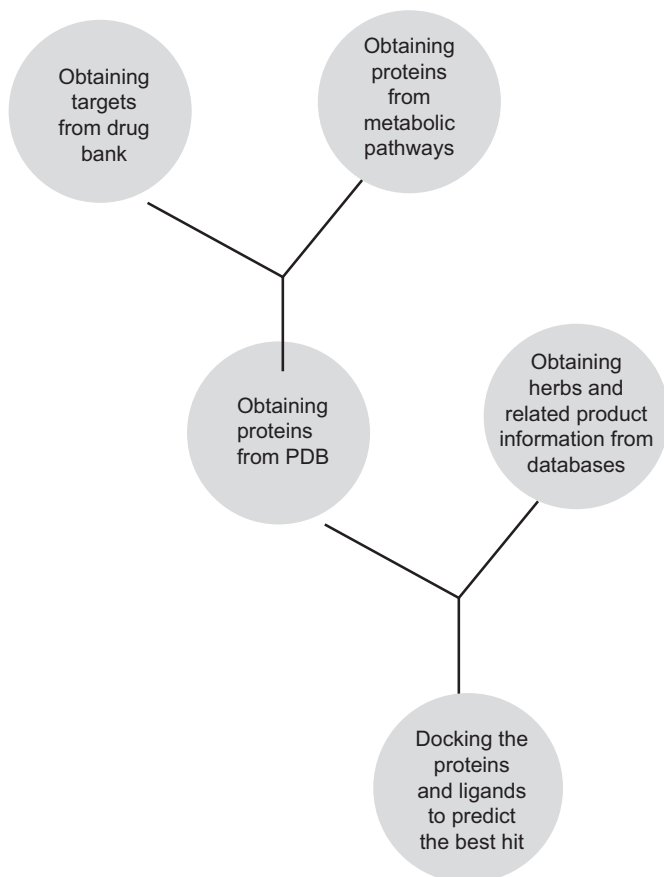 Obtaining
targets
from drug
bank
Obtaining
proteins
from
metabolic
pathways
Obtaining
proteins
from PDB
Obtaining
herbs and
related product
information from
databases
Docking the
proteins
and ligands
to predict
the best hit